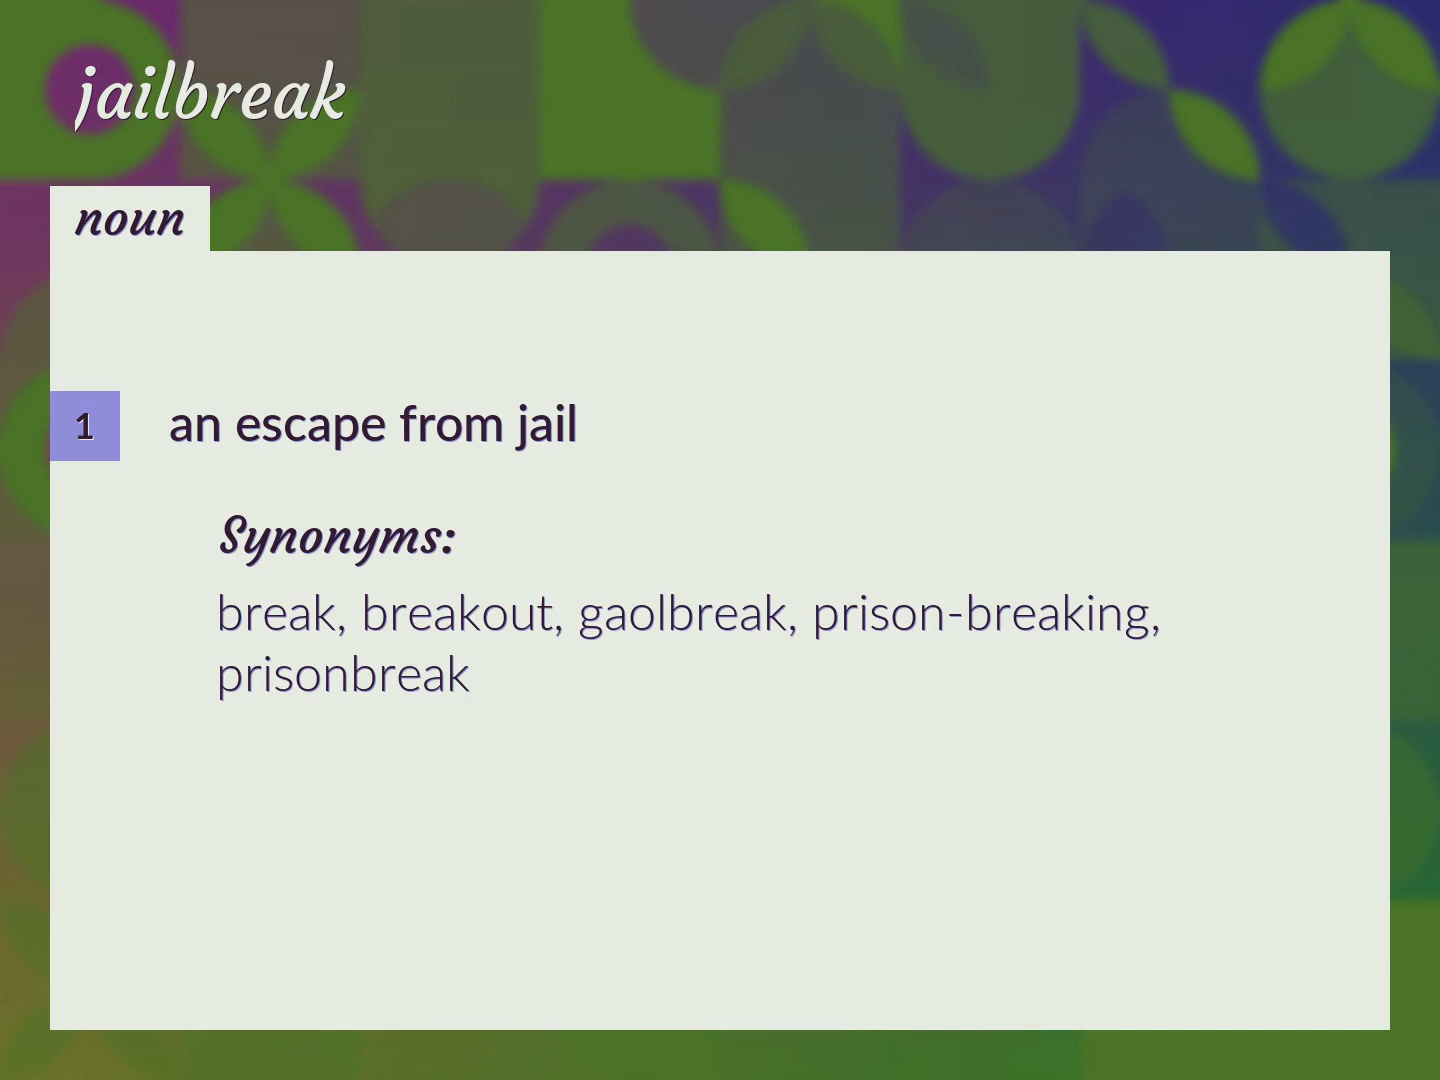 jailbreak
noun
1 an escape from jail
Synonyms:
break, breakout, gaolbreak, prison-breaking,
prisonbreak